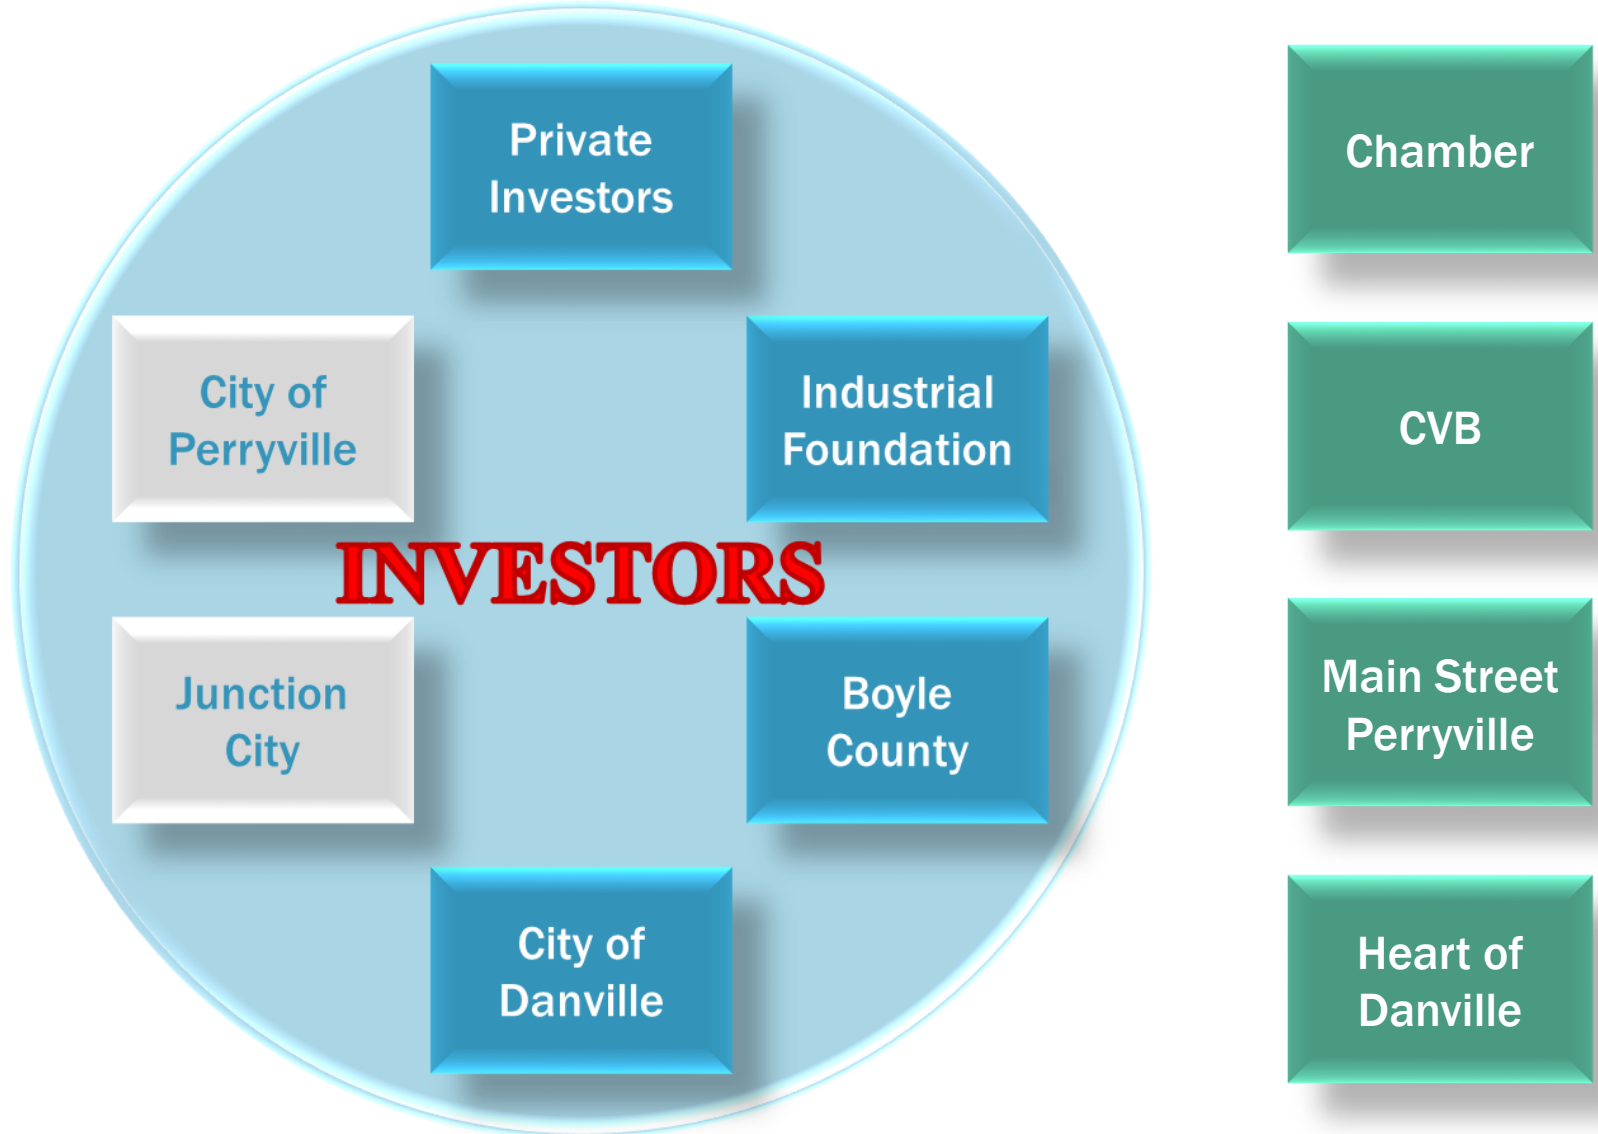 Private
Investors
City of
Perryville
Industrial
Foundation
INVESTORS
Junction
City
Boyle
County
City of
Danville
Chamber
CVB
Main Street
Perryville
Heart of
Danville